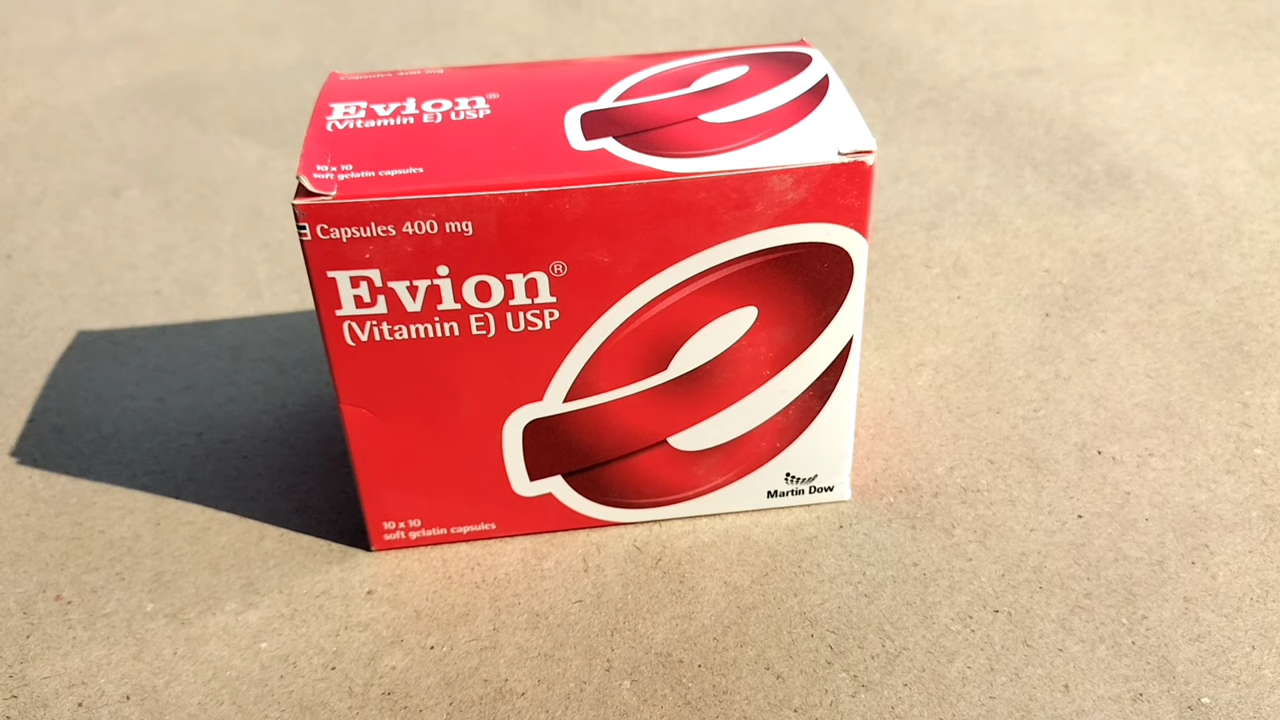 Capsules 400 mg
Evion®
(Vitamin E) USP
10 x 10
soft gelatin capsules
Capsules 400 mg
Evion®
(Vitamin E) USP
Martin Dow
10 x 10
soft gelatin capsules